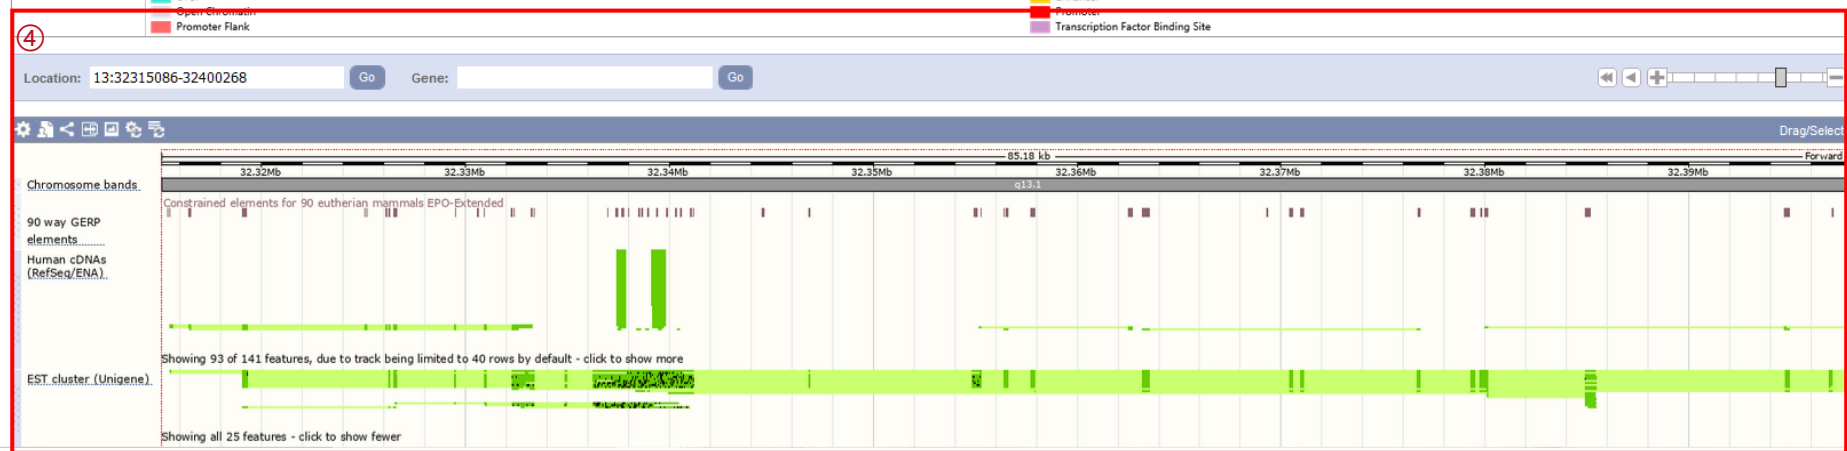 Open Chromatin
Promoter
Promoter Flank
Transcription Factor Binding Site
④
Location: 13:32315086-32400268 Go Gene: Go
Drag/Select
85.18 kb
Forward
32.32Mb 32.33Mb 32.34Mb 32.35Mb 32.36Mb 32.37Mb 32.38Mb 32.39Mb
Chromosome bands
q13.1
Constrained elements for 90 eutherian mammals EPO-Extended
90 way GERP
elements
Human cDNAs
(RefSeq/ENA)
Showing 93 of 141 features, due to track being limited to 40 rows by default - click to show more
EST cluster (Unigene)
Showing all 25 features - click to show fewer